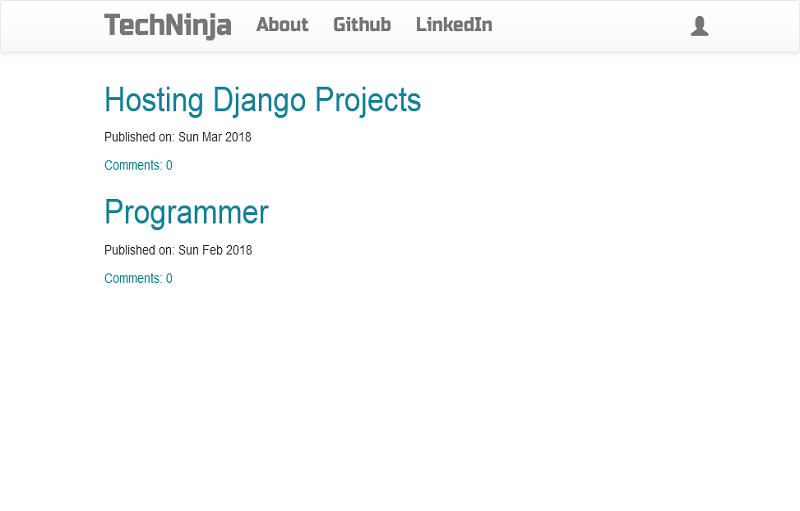 TechNinja About Github LinkedIn
Hosting Django Projects
Published on: Sun Mar 2018
Comments: 0
Programmer
Published on: Sun Feb 2018
Comments: 0